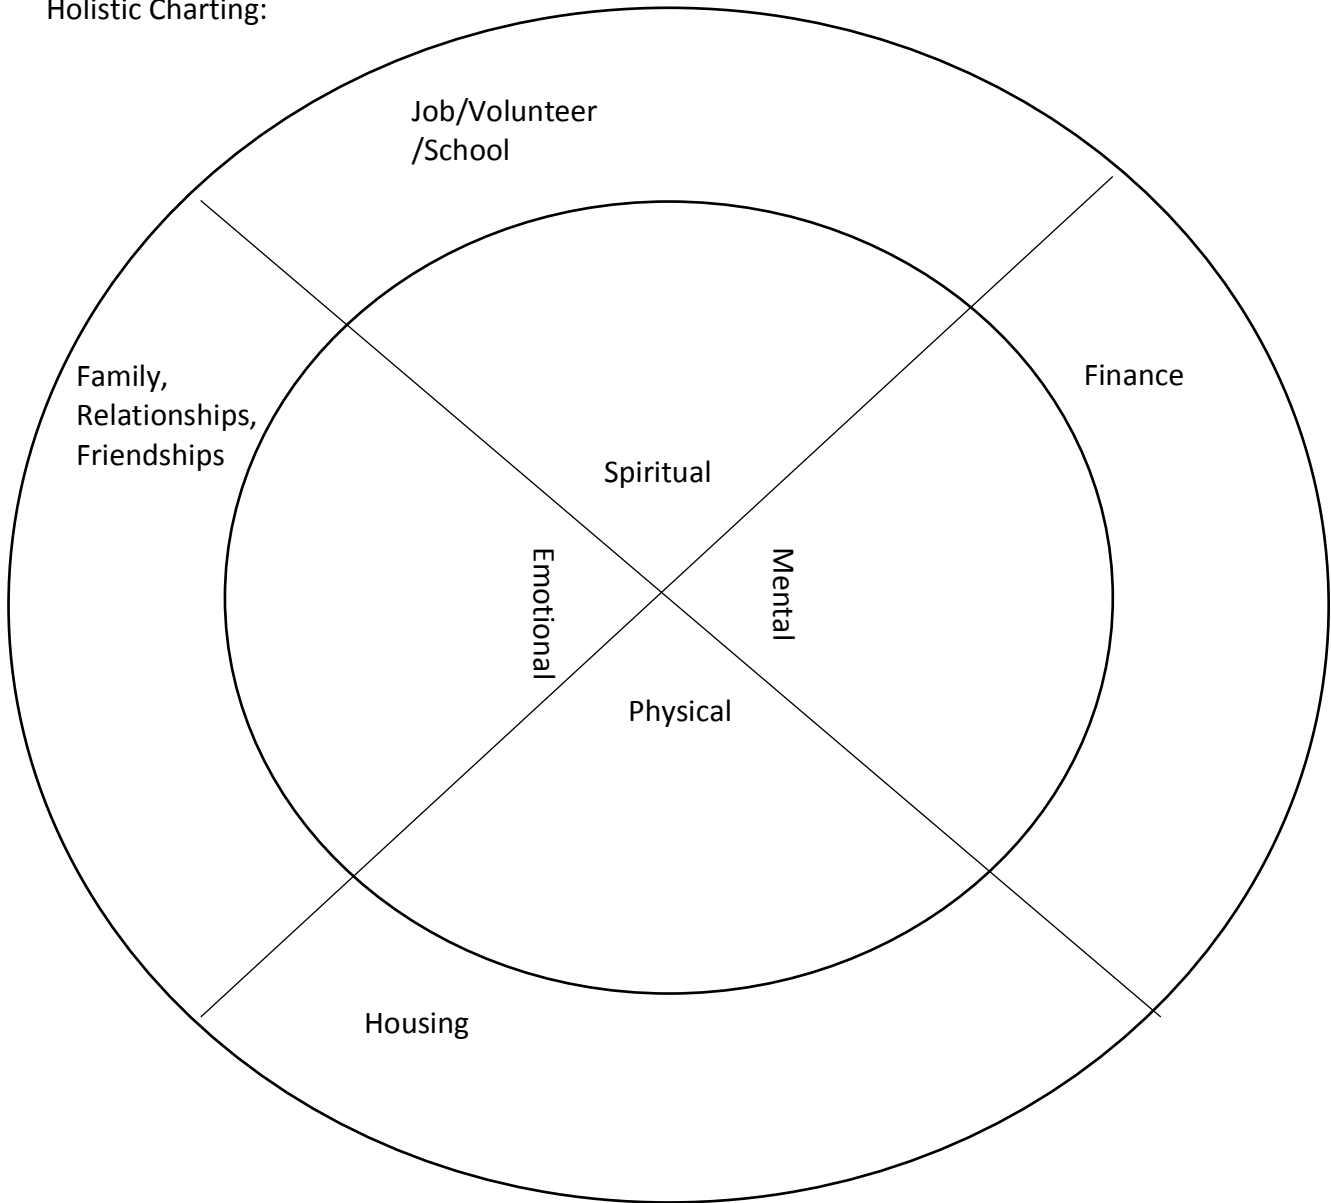 Holistic Charting:
Job/Volunteer
/School
Family,
Relationships,
Friendships
Finance
Spiritual
Emotional
Mental
Physical
Housing